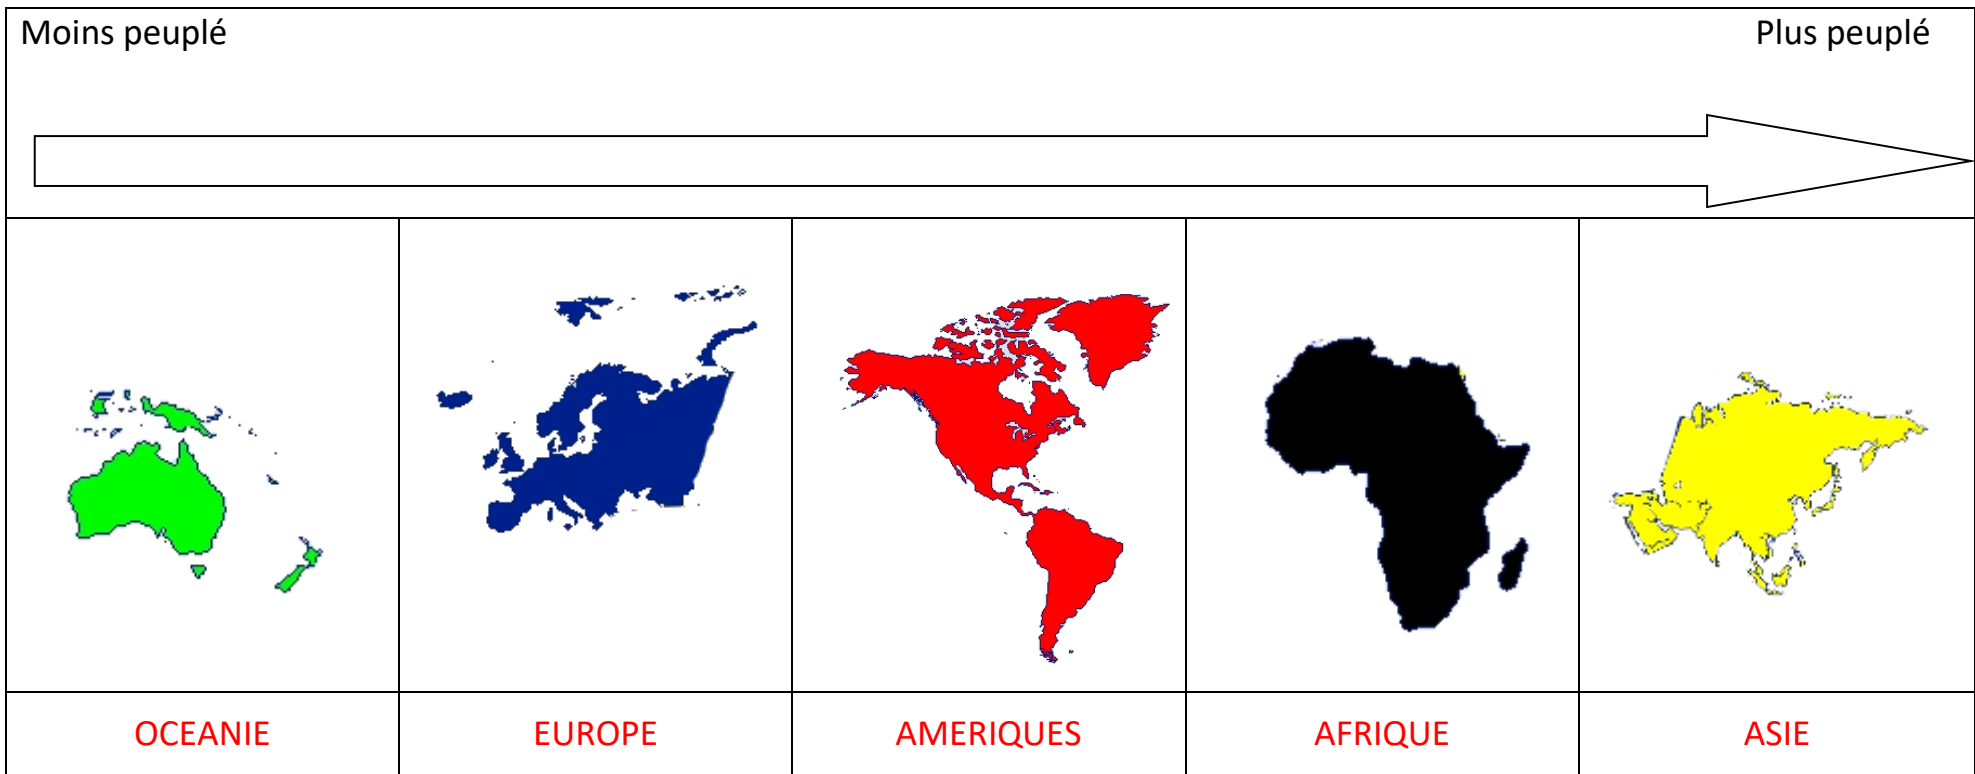 Moins peuplé
Plus peuplé
OCEANIE
EUROPE
AMERIQUES
AFRIQUE
ASIE